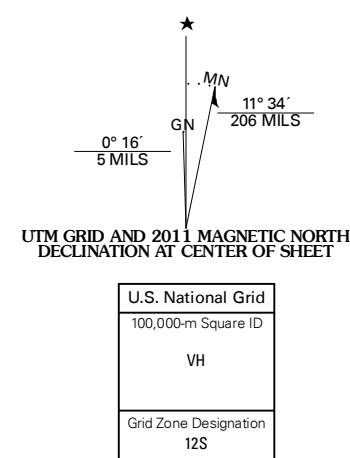 MN
11° 34´
206 MILS
GN
0° 16´
5 MILS
UTM GRID AND 2011 MAGNETIC NORTH
DECLINATION AT CENTER OF SHEET
U.S. National Grid
100,000-m Square ID
VH
Grid Zone Designation
12S